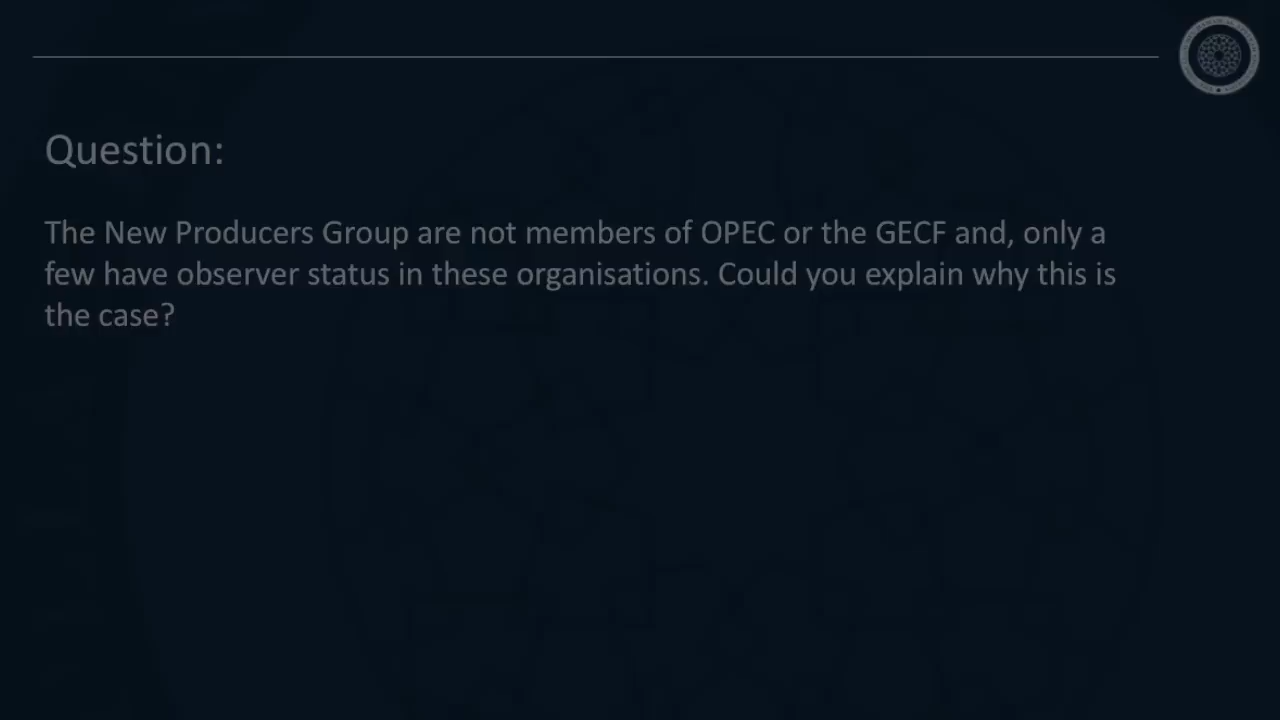 Question:
The New Producers Group are not members of OPEC or the GECF and, only a
few have observer status in these organisations. Could you explain why this is
the case?